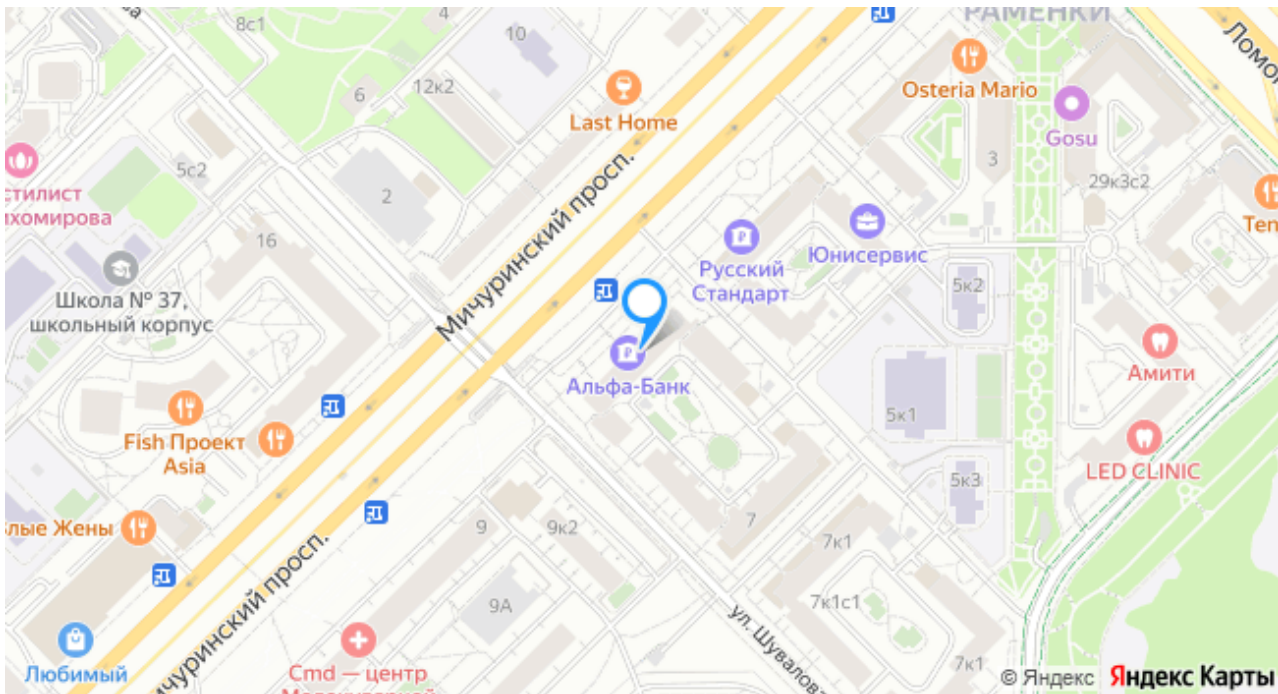 РАМЕНКИ
8с1
4
10
Ломо
Osteria Mario
12к2
6
Last Home
Gosu
5с2
3
29к3с2
стилист
ихомирова
2
Мичуринский просп.
16
Юнисервис
Русский
Стандарт
Школа № 37,
школьный корпус
5к2
Альфа-Банк
Амити
5к1
Fish Проект
Asia
LED CLINIC
5к3
лые Жены
9
9к2
7
7к1
Мичуринский просп.
9А
7к1с1
ул. Шувалова
Любимый
Cmd — центр
7к1
© Яндекс Яндекс Карты